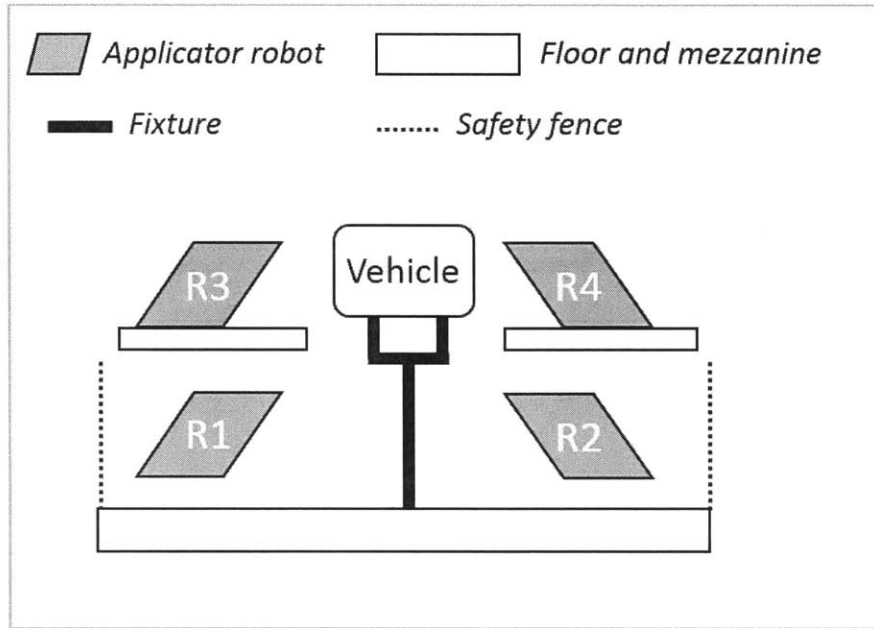 Applicator robot
Floor and mezzanine
Fixture
Safety fence
R3
Vehicle
R4
R1
R2